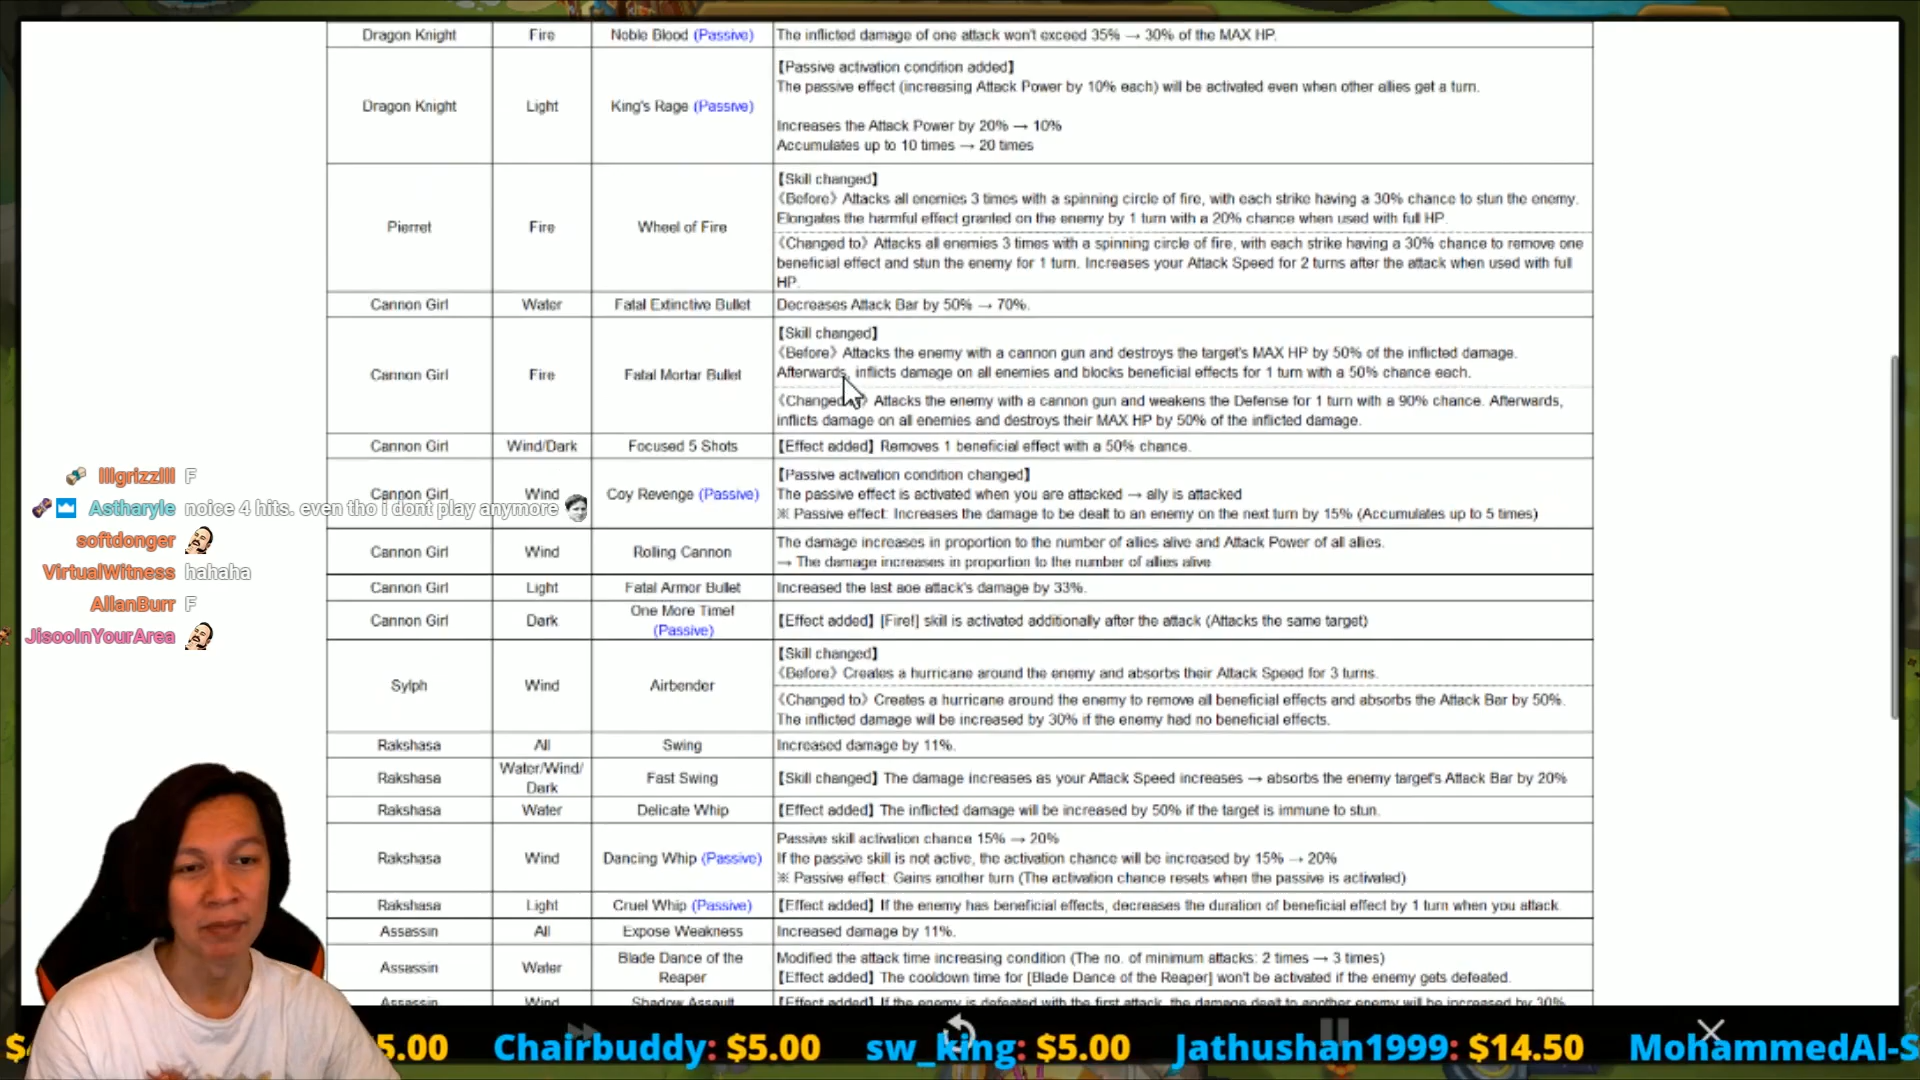 Dragon Knight Fire Noble Blood (Passive) The inflicted damage of one attack won't exceed 35% → 30% of the MAX HP.
Dragon Knight Light King's Rage (Passive)
【Passive activation condition added】
The passive effect (increasing Attack Power by 10% each) will be activated even when other allies get a turn.
Increases the Attack Power by 20% → 10%
Accumulates up to 10 times → 20 times
Pierret Fire Wheel of Fire
【Skill changed】
《Before》 Attacks all enemies 3 times with a spinning circle of fire, with each strike having a 30% chance to stun the enemy.
Elongates the harmful effect granted on the enemy by 1 turn with a 20% chance when used with full HP.
《Changed to》 Attacks all enemies 3 times with a spinning circle of fire, with each strike having a 30% chance to remove one
beneficial effect and stun the enemy for 1 turn. Increases your Attack Speed for 2 turns after the attack when used with full
HP.
Cannon Girl Water Fatal Extinctive Bullet Decreases Attack Bar by 50% → 70%.
Cannon Girl Fire Fatal Mortar Bullet
【Skill changed】
《Before》 Attacks the enemy with a cannon gun and destroys the target's MAX HP by 50% of the inflicted damage.
Afterwards, inflicts damage on all enemies and blocks beneficial effects for 1 turn with a 50% chance each.
《Changed Attacks the enemy with a cannon gun and weakens the Defense for 1 turn with a 90% chance. Afterwards,
inflicts damage on all enemies and destroys their MAX HP by 50% of the inflicted damage.
Cannon Girl Wind/Dark Focused 5 Shots 【Effect added】 Removes 1 beneficial effect with a 50% chance.
Cannon Girl Wind Coy Revenge (Passive)
【Passive activation condition changed】
The passive effect is activated when you are attacked → ally is attacked
※ Passive effect: Increases the damage to be dealt to an enemy on the next turn by 15% (Accumulates up to 5 times)
Cannon Girl Wind Rolling Cannon
The damage increases in proportion to the number of allies alive and Attack Power of all allies.
→ The damage increases in proportion to the number of allies alive
Cannon Girl Light Fatal Armor Bullet Increased the last aoe attack's damage by 33%.
Cannon Girl Dark One More Time!
(Passive)
【Effect added】 [Fire!] skill is activated additionally after the attack (Attacks the same target)
Sylph Wind Airbender
【Skill changed】
《Before》 Creates a hurricane around the enemy and absorbs their Attack Speed for 3 turns.
《Changed to》 Creates a hurricane around the enemy to remove all beneficial effects and absorbs the Attack Bar by 50%.
The inflicted damage will be increased by 30% if the enemy had no beneficial effects.
Rakshasa All Swing Increased damage by 11%.
Rakshasa Water/Wind/
Dark
Fast Swing 【Skill changed】 The damage increases as your Attack Speed increases → absorbs the enemy target's Attack Bar by 20%
Rakshasa Water Delicate Whip 【Effect added】 The inflicted damage will be increased by 50% if the target is immune to stun.
Rakshasa Wind Dancing Whip (Passive)
Passive skill activation chance 15% → 20%
If the passive skill is not active, the activation chance will be increased by 15% → 20%
※ Passive effect: Gains another turn (The activation chance resets when the passive is activated)
Rakshasa Light Cruel Whip (Passive) 【Effect added】 If the enemy has beneficial effects, decreases the duration of beneficial effect by 1 turn when you attack.
Assassin All Expose Weakness Increased damage by 11%.
Assassin Water Blade Dance of the
Reaper
Modified the attack time increasing condition (The no. of minimum attacks: 2 times → 3 times)
【Effect added】 The cooldown time for [Blade Dance of the Reaper] won't be activated if the enemy gets defeated.
Assassin Wind Shadow Assault 【Effect added】 If the enemy is defeated with the first attack, the damage dealt to another enemy will be increased by 30%
lllgrizzlll F
Astharyle noice 4 hits. even tho i dont play anymore
softdonger
VirtualWitness hahaha
AllanBurr F
JisooInYourArea
5.00 Chairbuddy: $5.00 sw_king: $5.00 Jathushan1999: $14.50 MohammedAl-S